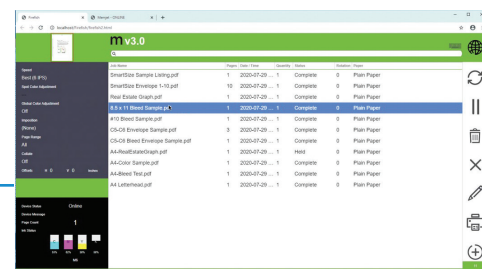 Firefish
Manual - DCUSB
localhost/firefish/firefish2.html
m v3.0
Job Name Pages Date / Time Quantity Status Rotation Paper
SmartSize Sample Listing.pdf 1 2020-07-29 ... 1 Complete 0 Plain Paper
SmartSize Envelope 1-10.pdf 10 2020-07-29 ... 1 Complete 0 Plain Paper
Real Estate Graph.pdf 1 2020-07-29 ... 1 Complete 0 Plain Paper
8.5 x 11 Bleed Sample.pdf 1 2020-07-29 ... 1 Complete 0 Plain Paper
#10 Bleed Sample.pdf 1 2020-07-29 ... 1 Complete 0 Plain Paper
C5-C6 Envelope Sample.pdf 3 2020-07-29 ... 1 Complete 0 Plain Paper
C5-C6 Bleed Envelope Sample.pdf 1 2020-07-29 ... 1 Complete 0 Plain Paper
A4-RealEstateGraph.pdf 1 2020-07-29 ... 1 Held 0 Plain Paper
A4-Color Sample.pdf 1 2020-07-29 ... 1 Complete 0 Plain Paper
A4-Bleed Test.pdf 1 2020-07-29 ... 1 Complete 0 Plain Paper
A4 Letterhead.pdf 1 2020-07-29 ... 1 Complete 0 Plain Paper
Speed
Best (6 IPS)
Spot Color Adjustment
Global Color Adjustment
Off
Imposition
(None)
Page Range
All
Collate
Off
Offsets X 0 Y 0 Inches
Device Status Online
Device Message
Page Count 1
Ink Status